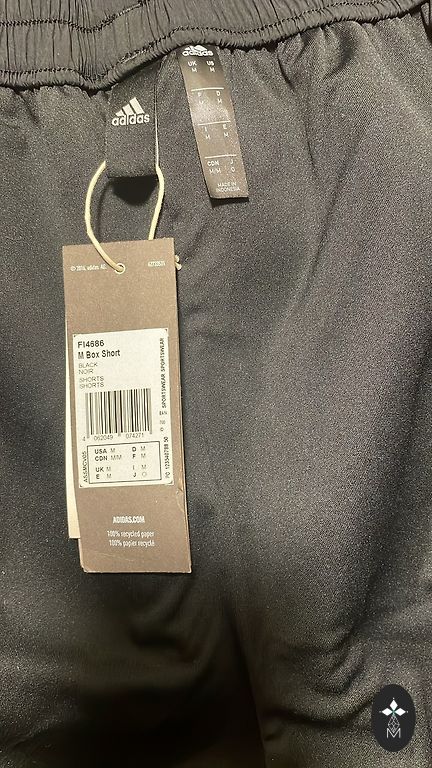 adidas
UK US
M M
F D
M M
I E
M M
CDN J
M/M O
MADE IN
INDONESIA
adidas
© 2016, adidas AG
FI4686
M Box Short
BLACK
NOIR
SHORTS
SHORTS
SPORTSWEAR SPORTSWEAR
4 062049 074271
USA M D M
CDN M/M F M
UK M I M
E M J O
ADIDAS.COM
100% recycled paper
100% papier recyclé
M